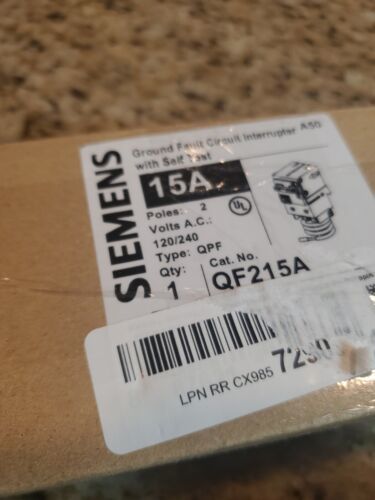 SIEMENS
Ground Fault Circuit Interrupter
with Self Test
15A
Poles: 2
Volts A.C.:
120/240
Type: QPF
Qty: Cat. No.
1 QF215A
UL
LPN RR CX985